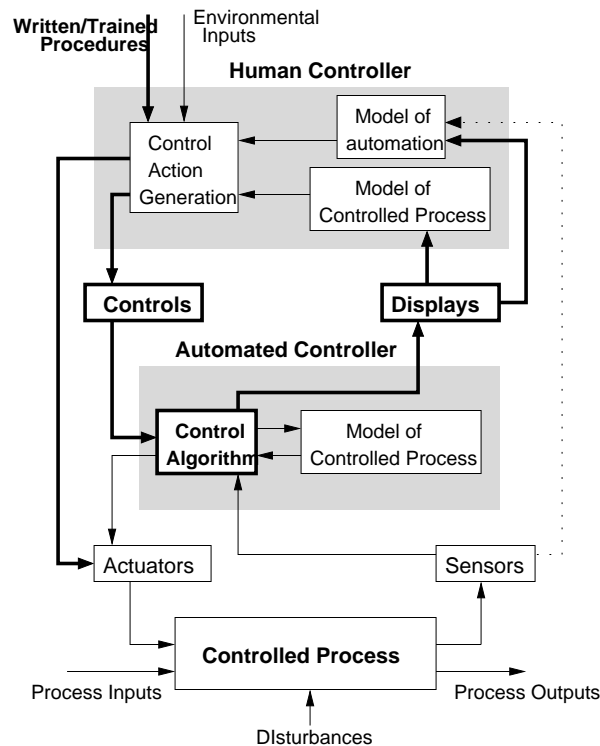 Written/Trained
Procedures
Environmental
Inputs
Human Controller
Control
Action
Generation
Model of
automation
Model of
Controlled Process
Controls
Displays
Automated Controller
Control
Algorithm
Model of
Controlled Process
Actuators
Sensors
Controlled Process
Process Inputs
Process Outputs
DIsturbances